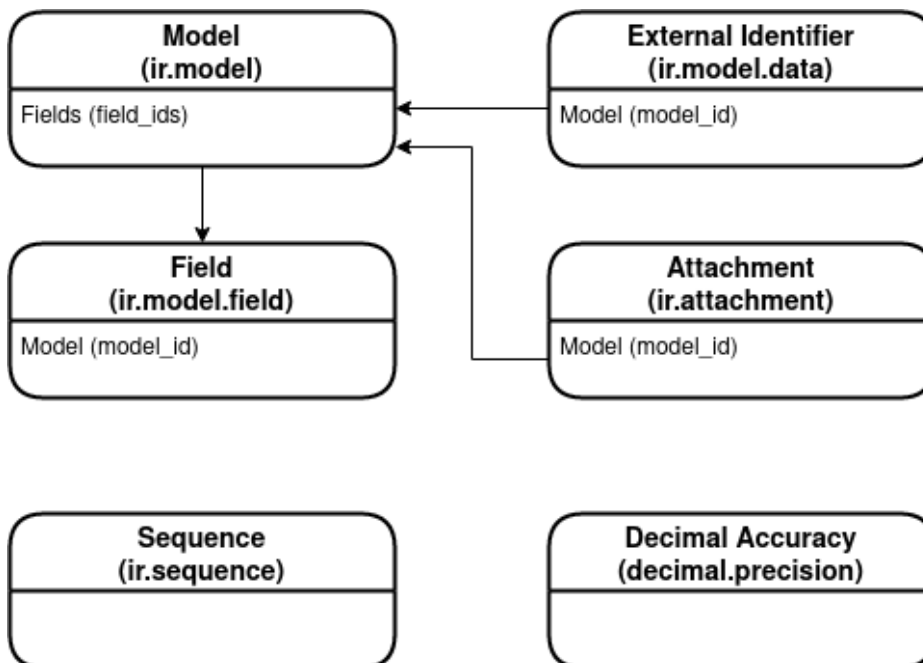 Model
(ir.model)
Fields (field_ids)
External Identifier
(ir.model.data)
Model (model_id)
Field
(ir.model.field)
Model (model_id)
Attachment
(ir.attachment)
Model (model_id)
Sequence
(ir.sequence)
Decimal Accuracy
(decimal.precision)